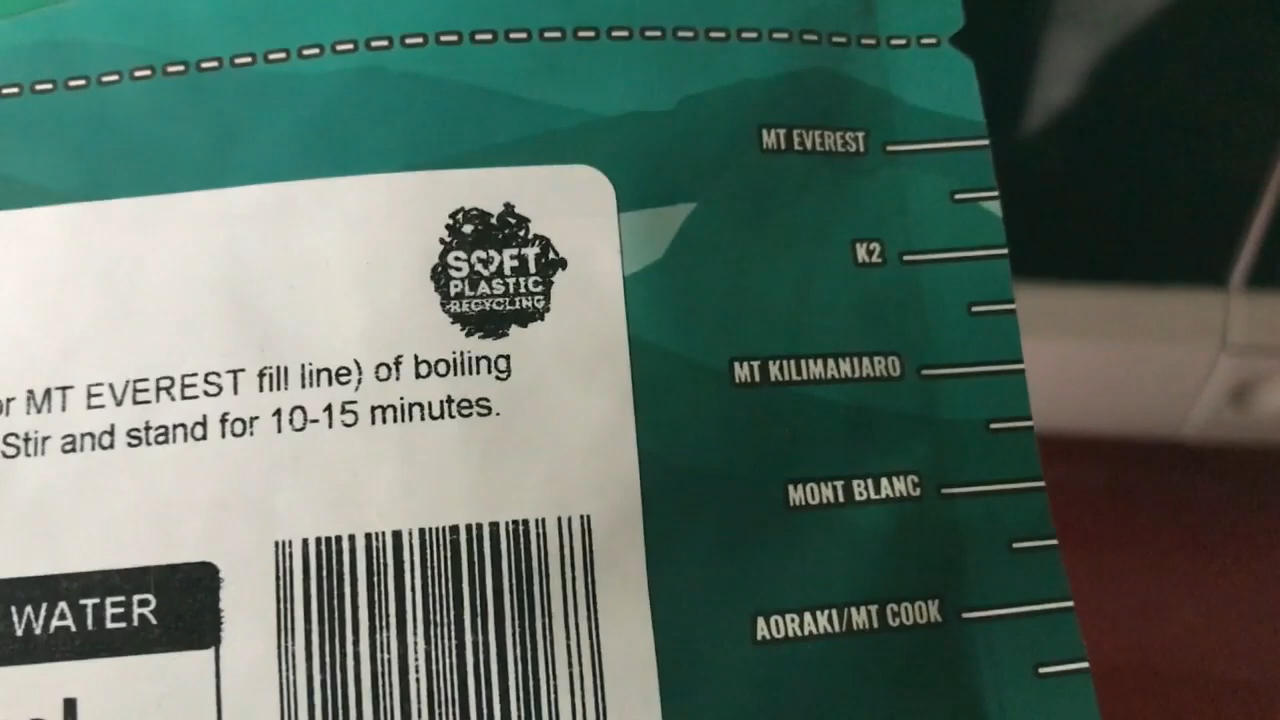 MT EVEREST
K2
MT KILIMANJARO
MONT BLANC
AORAKI/MT COOK
SOFT
PLASTIC
RECYCLING
MT EVEREST fill line) of boiling
Stir and stand for 10-15 minutes.
WATER